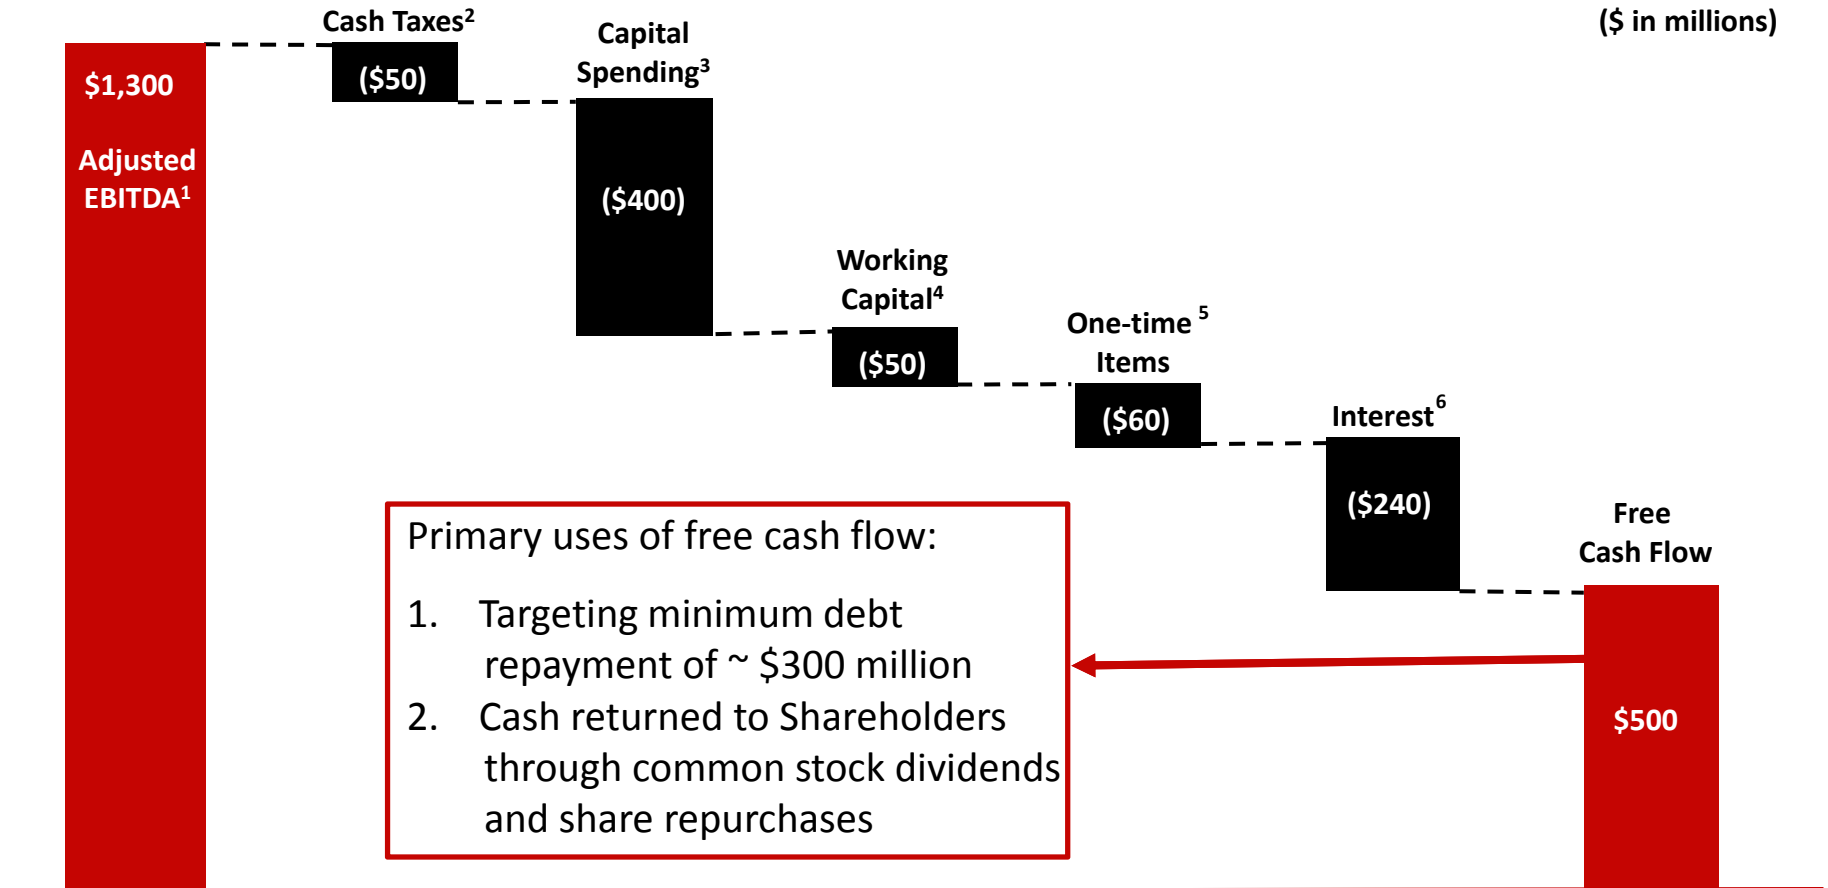 ($ in millions)
$1,300
Adjusted
EBITDA¹
Cash Taxes²
($50)
Capital
Spending³
($400)
Working
Capital⁴
($50)
One-time ⁵
Items
($60)
Interest⁶
($240)
Free
Cash Flow
$500
Primary uses of free cash flow:
1. Targeting minimum debt
repayment of ~ $300 million
2. Cash returned to Shareholders
through common stock dividends
and share repurchases